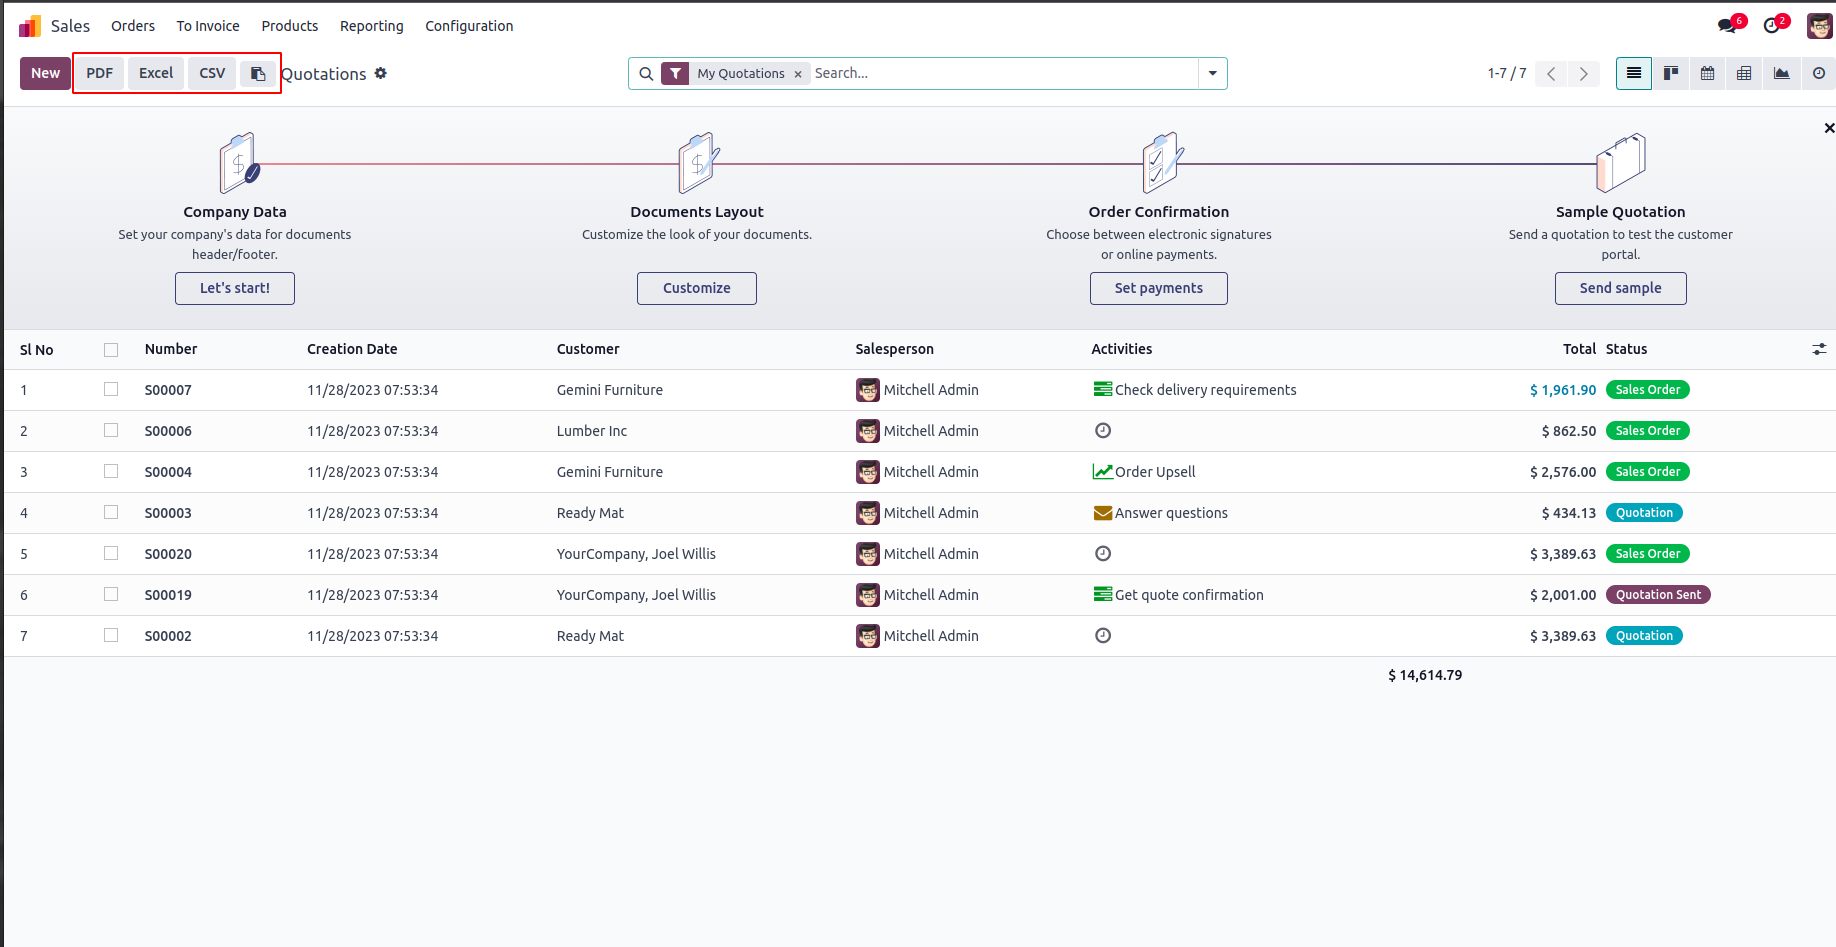 Sales Orders To Invoice Products Reporting Configuration 6 2
New PDF Excel CSV Quotations My Quotations × Search... 1-7 / 7
Company Data Documents Layout Order Confirmation Sample Quotation
Set your company's data for documents Customize the look of your documents. Choose between electronic signatures Send a quotation to test the customer
header/footer. or online payments. portal.
Let's start! Customize Set payments Send sample
Sl No Number Creation Date Customer Salesperson Activities Total Status
1 S00007 11/28/2023 07:53:34 Gemini Furniture Mitchell Admin Check delivery requirements $ 1,961.90 Sales Order
2 S00006 11/28/2023 07:53:34 Lumber Inc Mitchell Admin $ 862.50 Sales Order
3 S00004 11/28/2023 07:53:34 Gemini Furniture Mitchell Admin Order Upsell $ 2,576.00 Sales Order
4 S00003 11/28/2023 07:53:34 Ready Mat Mitchell Admin Answer questions $ 434.13 Quotation
5 S00020 11/28/2023 07:53:34 YourCompany, Joel Willis Mitchell Admin $ 3,389.63 Sales Order
6 S00019 11/28/2023 07:53:34 YourCompany, Joel Willis Mitchell Admin Get quote confirmation $ 2,001.00 Quotation Sent
7 S00002 11/28/2023 07:53:34 Ready Mat Mitchell Admin $ 3,389.63 Quotation
$ 14,614.79